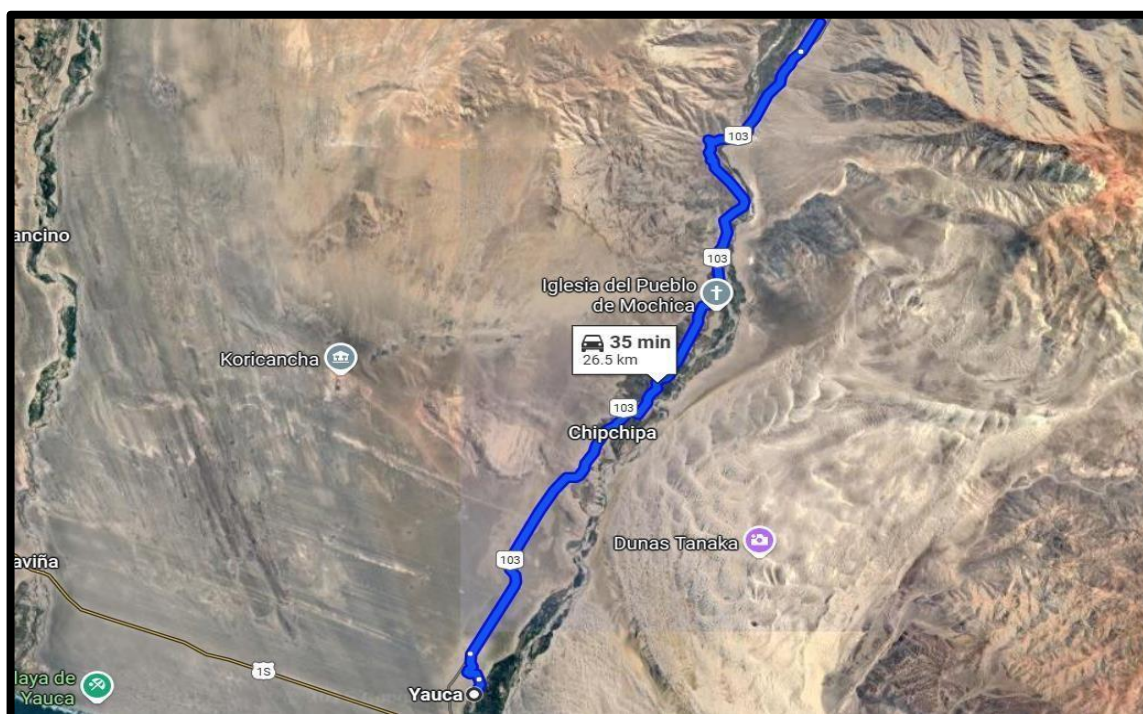 103
ancino
103
Iglesia del Pueblo
de Mochica
35 min
26.5 km
Koricancha
103
Chipchipa
Dunas Tanaka
103
aviña
1S
laya de
Yauca
Yauca